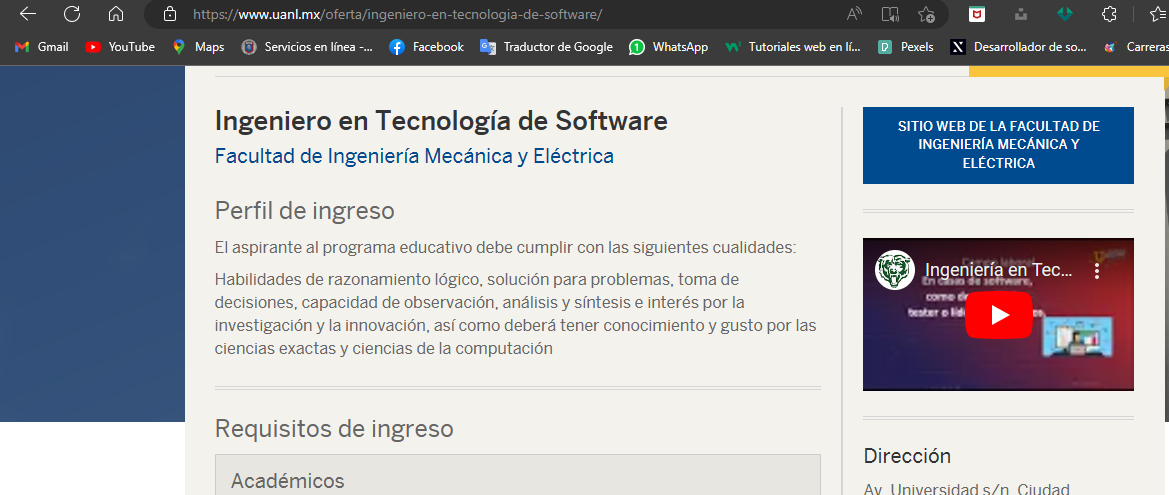 https://www.uanl.mx/oferta/ingeniero-en-tecnologia-de-software/
Gmail YouTube Maps Servicios en línea -... Facebook Traductor de Google WhatsApp Tutoriales web en lí... Pexels Desarrollador de so... Carreras
Ingeniero en Tecnología de Software
Facultad de Ingeniería Mecánica y Eléctrica
Perfil de ingreso
El aspirante al programa educativo debe cumplir con las siguientes cualidades:
Habilidades de razonamiento lógico, solución para problemas, toma de
decisiones, capacidad de observación, análisis y síntesis e interés por la
investigación y la innovación, así como deberá tener conocimiento y gusto por las
ciencias exactas y ciencias de la computación
Requisitos de ingreso
Académicos
SITIO WEB DE LA FACULTAD DE
INGENIERÍA MECÁNICA Y
ELÉCTRICA
Ingeniería en Tec...
En casas de software,
como
tester o
Dirección
Av. Universidad s/n. Ciudad